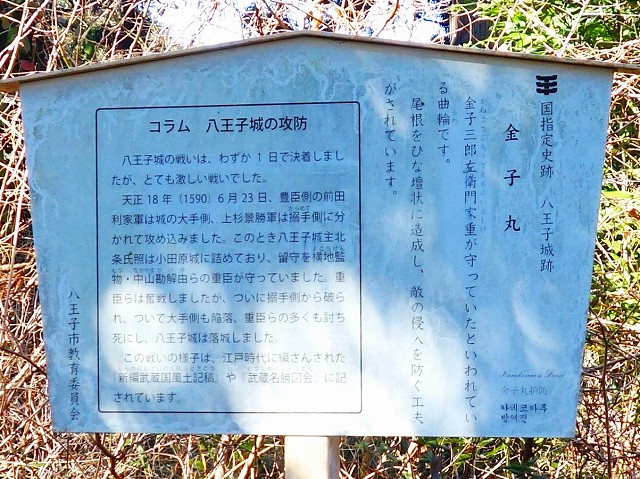 国指定史跡 八王子城跡
金子丸
金子三郎左衛門家重が守っていたといわれてい
る曲輪です。
尾根をひな壇状に造成し、敵の侵入を防ぐ工夫
がされています。
コラム 八王子城の攻防
八王子城の戦いは、わずか1日で決着しまし
たが、とても激しい戦いでした。
天正18年(1590)6月23日、豊臣側の前田
利家軍は城の大手側、上杉景勝軍は搦手側に分
かれて攻め込みました。このとき八王子城主北
条氏照は小田原城に詰めており、留守を横地監
物・中山勘解由らの重臣が守っていました。重
臣らは奮戦しましたが、ついに搦手側から破ら
れ、ついで大手側も陥落、重臣らの多くも討ち
死にし、八王子城は落城しました。
この戦いの様子は、江戸時代に編さんされた
『新編武蔵国風土記稿』や『武蔵名勝図会』に記
されています。
八王子市教育委員会
카네코마루